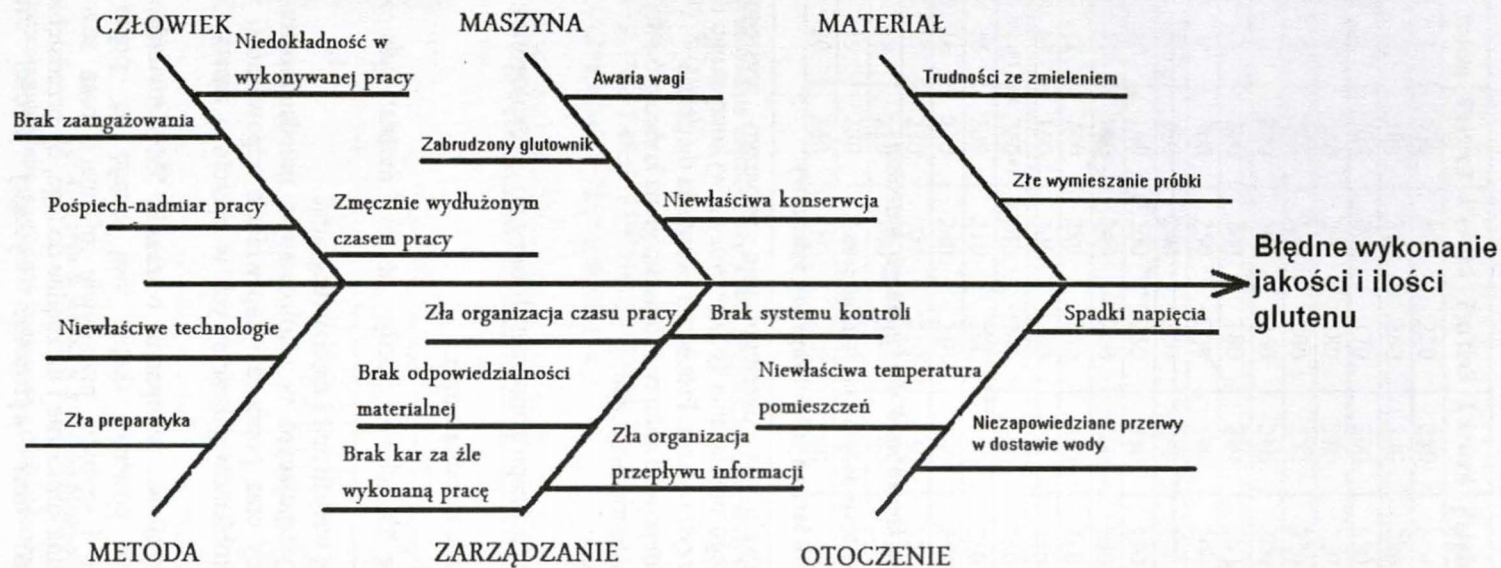 CZŁOWIEK
Niedokładność w
wykonywanej pracy
Brak zaangażowania
Pośpiech-nadmiar pracy
Zmęcznie wydłużonym
czasem pracy
MASZYNA
Awaria wagi
Zabrudzony glutownik
Niewłaściwa konserwcja
MATERIAŁ
Trudności ze zmieleniem
Złe wymieszanie próbki
Błędne wykonanie
jakości i ilości
glutenu
Niewłaściwe technologie
Zła preparatyka
METODA
Zła organizacja czasu pracy
Brak systemu kontroli
Brak odpowiedzialności
materialnej
Brak kar za źle
wykonaną pracę
Zła organizacja
przepływu informacji
ZARZĄDZANIE
Spadki napięcia
Niewłaściwa temperatura
pomieszczeń
Niezapowiedziane przerwy
w dostawie wody
OTOCZENIE